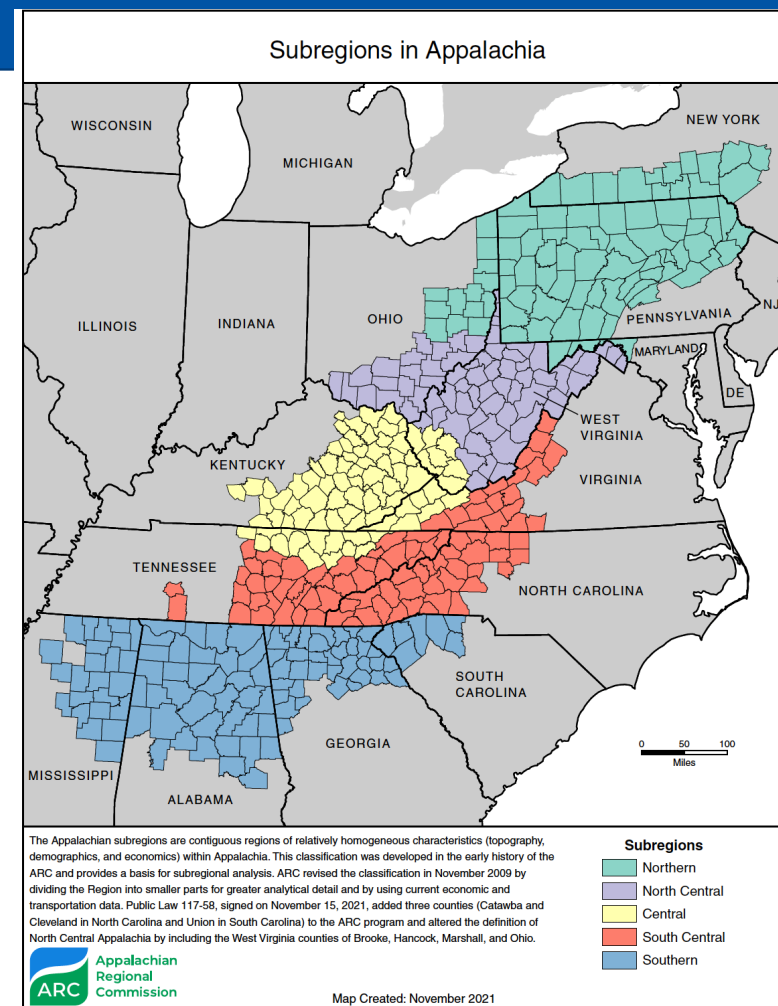 Subregions in Appalachia
WISCONSIN
NEW YORK
MICHIGAN
ILLINOIS
INDIANA
OHIO
PENNSYLVANIA
NJ
MARYLAND
DE
WEST
VIRGINIA
KENTUCKY
VIRGINIA
TENNESSEE
NORTH CAROLINA
SOUTH
CAROLINA
GEORGIA
MISSISSIPPI
ALABAMA
0 50 100
Miles
The Appalachian subregions are contiguous regions of relatively homogeneous characteristics (topography,
demographics, and economics) within Appalachia. This classification was developed in the early history of the
ARC and provides a basis for subregional analysis. ARC revised the classification in November 2009 by
dividing the Region into smaller parts for greater analytical detail and by using current economic and
transportation data. Public Law 117-58, signed on November 15, 2021, added three counties (Catawba and
Cleveland in North Carolina and Union in South Carolina) to the ARC program and altered the definition of
North Central Appalachia by including the West Virginia counties of Brooke, Hancock, Marshall, and Ohio.
Subregions
Northern
North Central
Central
South Central
Southern
ARC
Appalachian
Regional
Commission
Map Created: November 2021